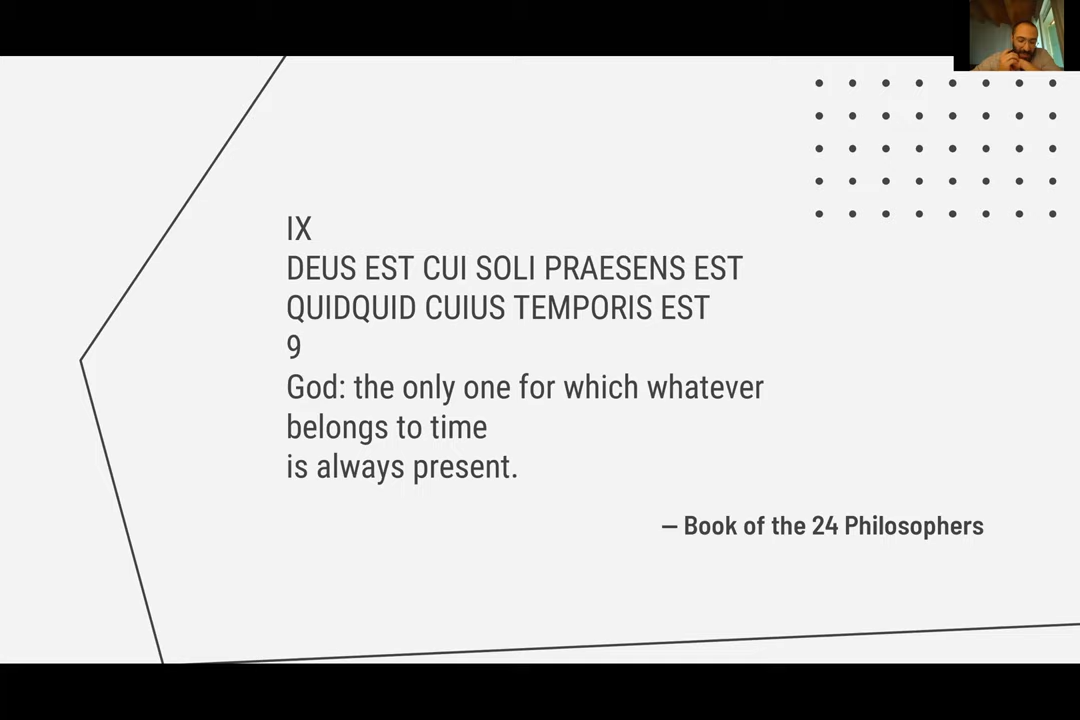 IX
DEUS EST CUI SOLI PRAESENS EST
QUIDQUID CUIUS TEMPORIS EST
9
God: the only one for which whatever
belongs to time
is always present.
– Book of the 24 Philosophers